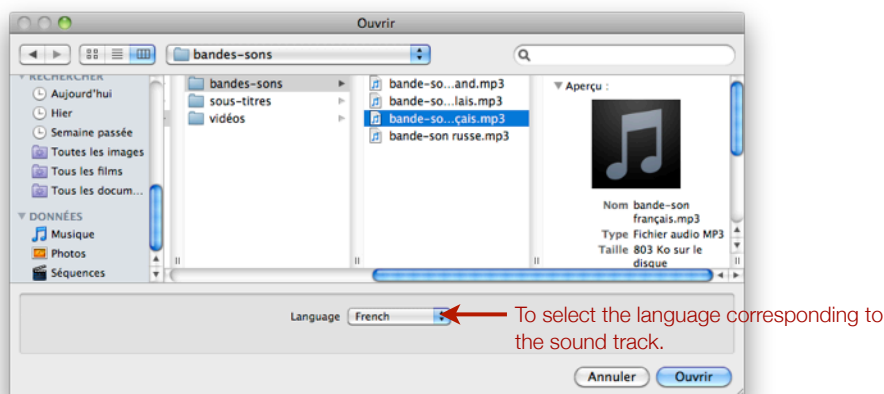 Ouvrir
bandes-sons
RECHERCHER
Aujourd'hui
Hier
Semaine passée
Toutes les images
Tous les films
Tous les docum...
DONNÉES
Musique
Photos
Séquences
bandes-sons
sous-titres
vidéos
bande-so...and.mp3
bande-so...lais.mp3
bande-so...çais.mp3
bande-son russe.mp3
Aperçu :
Nom bande-son
français.mp3
Type Fichier audio MP3
Taille 803 Ko sur le
disque
Language French
To select the language corresponding to
the sound track.
Annuler
Ouvrir